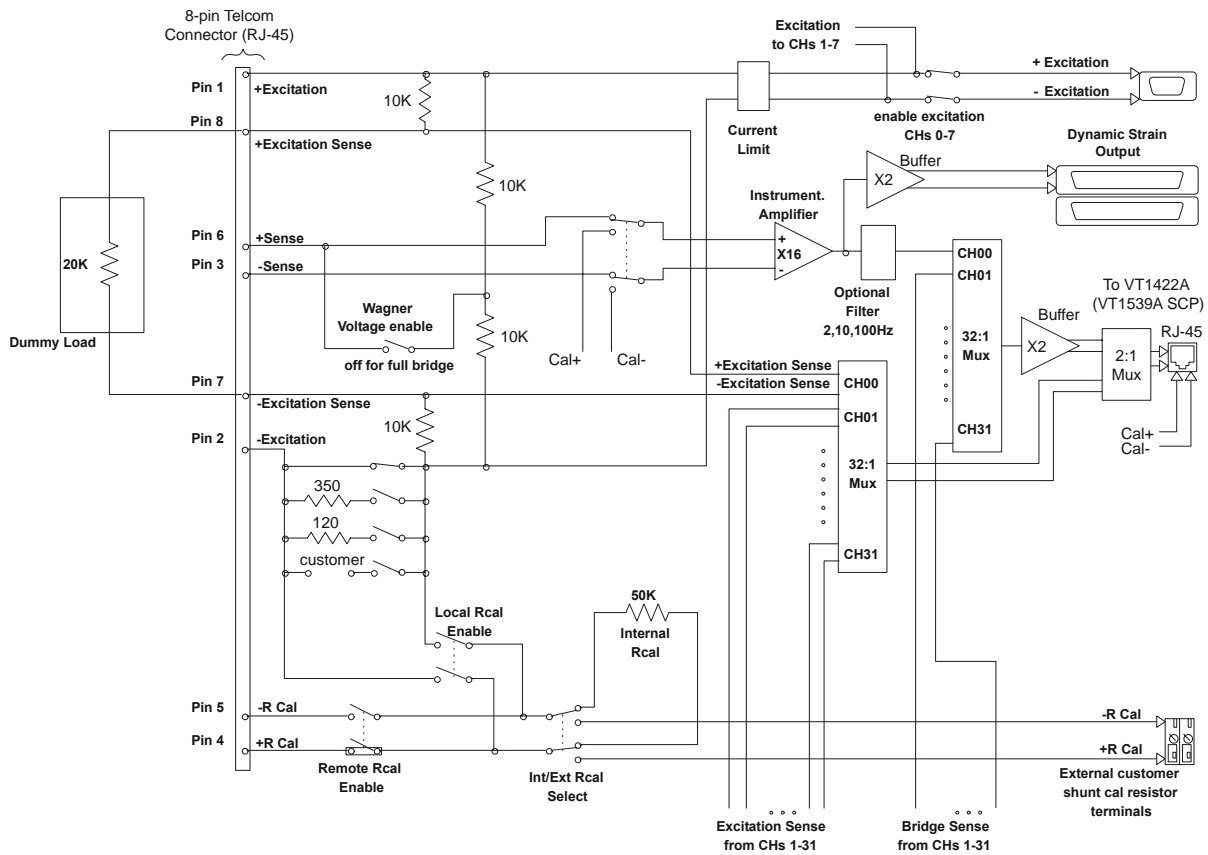 8-pin Telcom
Connector (RJ-45)
Pin 1
+Excitation
Pin 8
+Excitation Sense
10K
10K
Excitation
to CHs 1-7
+ Excitation
- Excitation
enable excitation
CHs 0-7
Current
Limit
Dynamic Strain
Output
Buffer
X2
Instrument.
Amplifier
+
X16
-
20K
Dummy Load
Pin 6
+Sense
Pin 3
-Sense
Wagner
Voltage enable
off for full bridge
10K
Cal+
Cal-
Optional
Filter
2,10,100Hz
CH00
CH01
32:1
Mux
CH31
Buffer
X2
To VT1422A
(VT1539A SCP)
RJ-45
2:1
Mux
Cal+
Cal-
Pin 7
-Excitation Sense
+Excitation Sense
-Excitation Sense
CH00
CH01
32:1
Mux
CH31
10K
Pin 2
-Excitation
350
120
customer
Local Rcal
Enable
50K
Internal
Rcal
Pin 5
-R Cal
Pin 4
+R Cal
Remote Rcal
Enable
Int/Ext Rcal
Select
-R Cal
+R Cal
External customer
shunt cal resistor
terminals
Excitation Sense
from CHs 1-31
Bridge Sense
from CHs 1-31